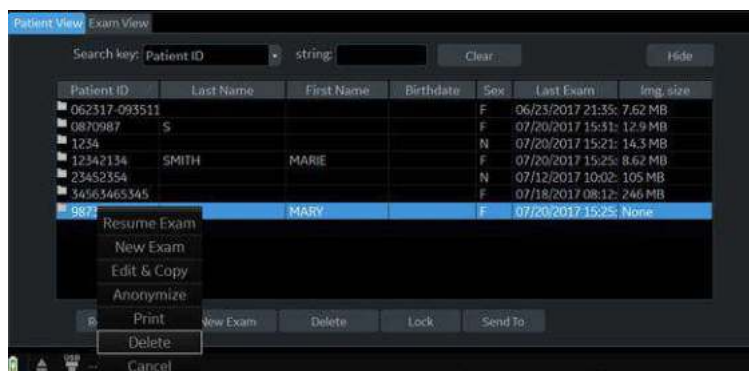 Patient View Exam View
Search key: Patient ID string: Clear Hide
Patient ID Last Name First Name Birthdate Sex Last Exam Img. size
062317-093511 F 06/23/2017 21:35: 7.62 MB
0870987 S F 07/20/2017 15:31: 12.9 MB
1234 N 07/20/2017 15:21: 14.3 MB
12342134 SMITH MARIE F 07/20/2017 15:25: 8.62 MB
23452354 N 07/12/2017 10:02: 105 MB
34563465345 F 07/18/2017 08:12: 246 MB
987 MARY F 07/20/2017 15:25: None
Resume Exam
New Exam
Edit & Copy
Anonymize
Print
Delete
Cancel
R New Exam Delete Lock Send To
USB